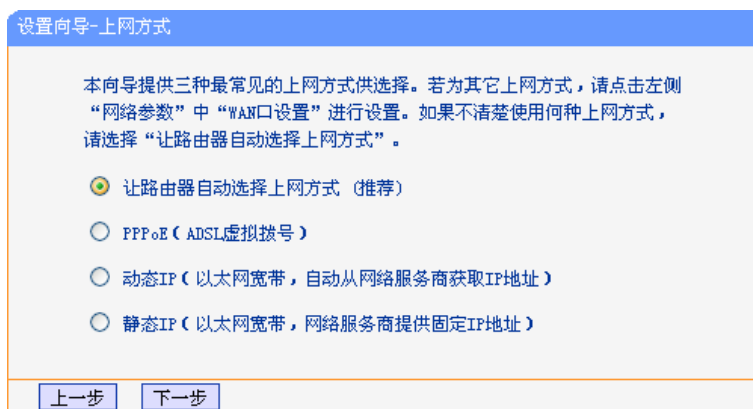 设置向导-上网方式
本向导提供三种最常见的上网方式供选择。若为其它上网方式，请点击左侧
“网络参数”中“WAN口设置”进行设置。如果不清楚使用何种上网方式，
请选择“让路由器自动选择上网方式”。
让路由器自动选择上网方式（推荐）
PPPoE（ADSL虚拟拨号）
动态IP（以太网宽带，自动从网络服务商获取IP地址）
静态IP（以太网宽带，网络服务商提供固定IP地址）
上一步 下一步